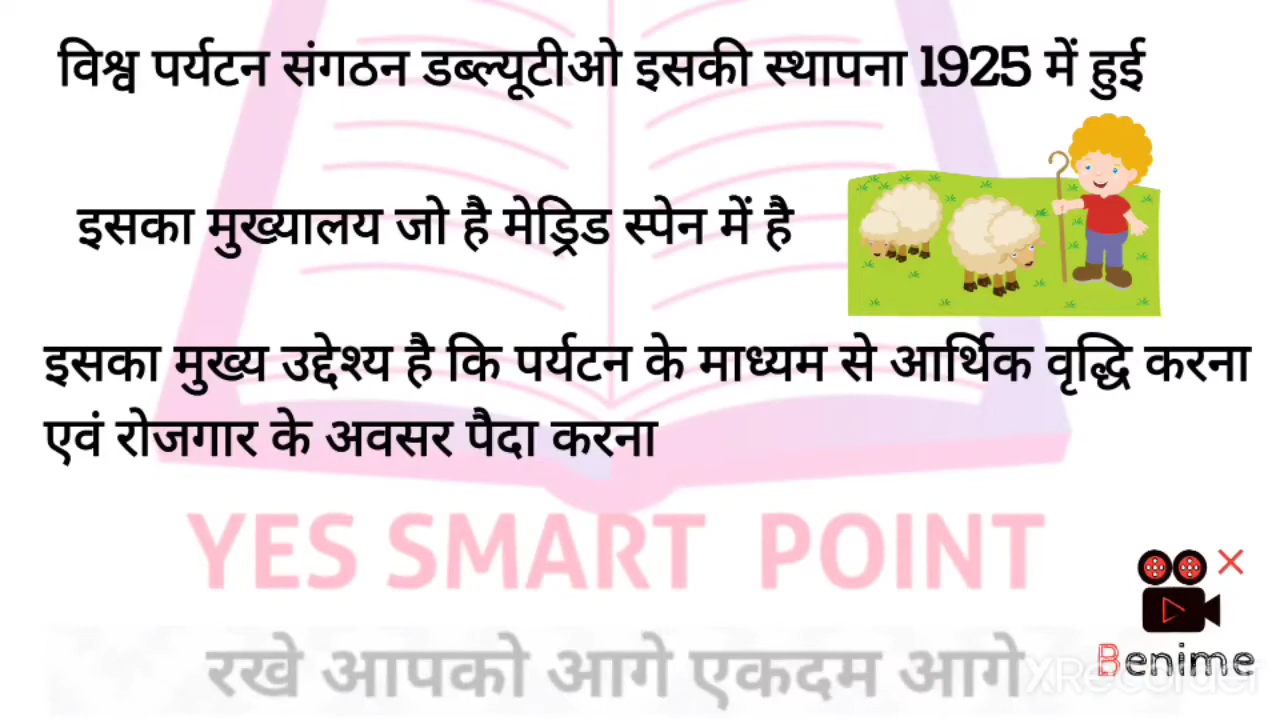 विश्व पर्यटन संगठन डब्ल्यूटीओ इसकी स्थापना 1925 में हुई
इसका मुख्यालय जो है मेड्रिड स्पेन में है
इसका मुख्य उद्देश्य है कि पर्यटन के माध्यम से आर्थिक वृद्धि करना
एवं रोजगार के अवसर पैदा करना
YES SMART POINT
Benime
रखे आपको आगे एकदम आगे
XRecorder